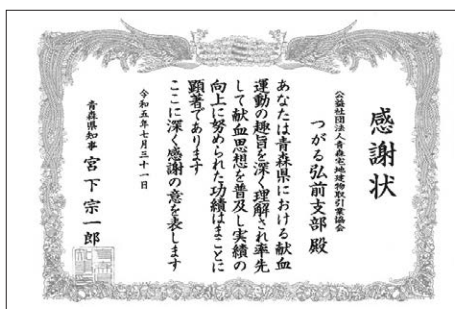 感謝状
公益社団法人青森県宅地建物取引業協会
つがる弘前支部殿
あなたは青森県における献血
運動の趣旨を深く理解され率先
して献血思想を普及し実績の
向上に努められた功績はまことに
顕著であります
ここに深く感謝の意を表します
令和五年七月三十一日
青森県知事 宮下宗一郎